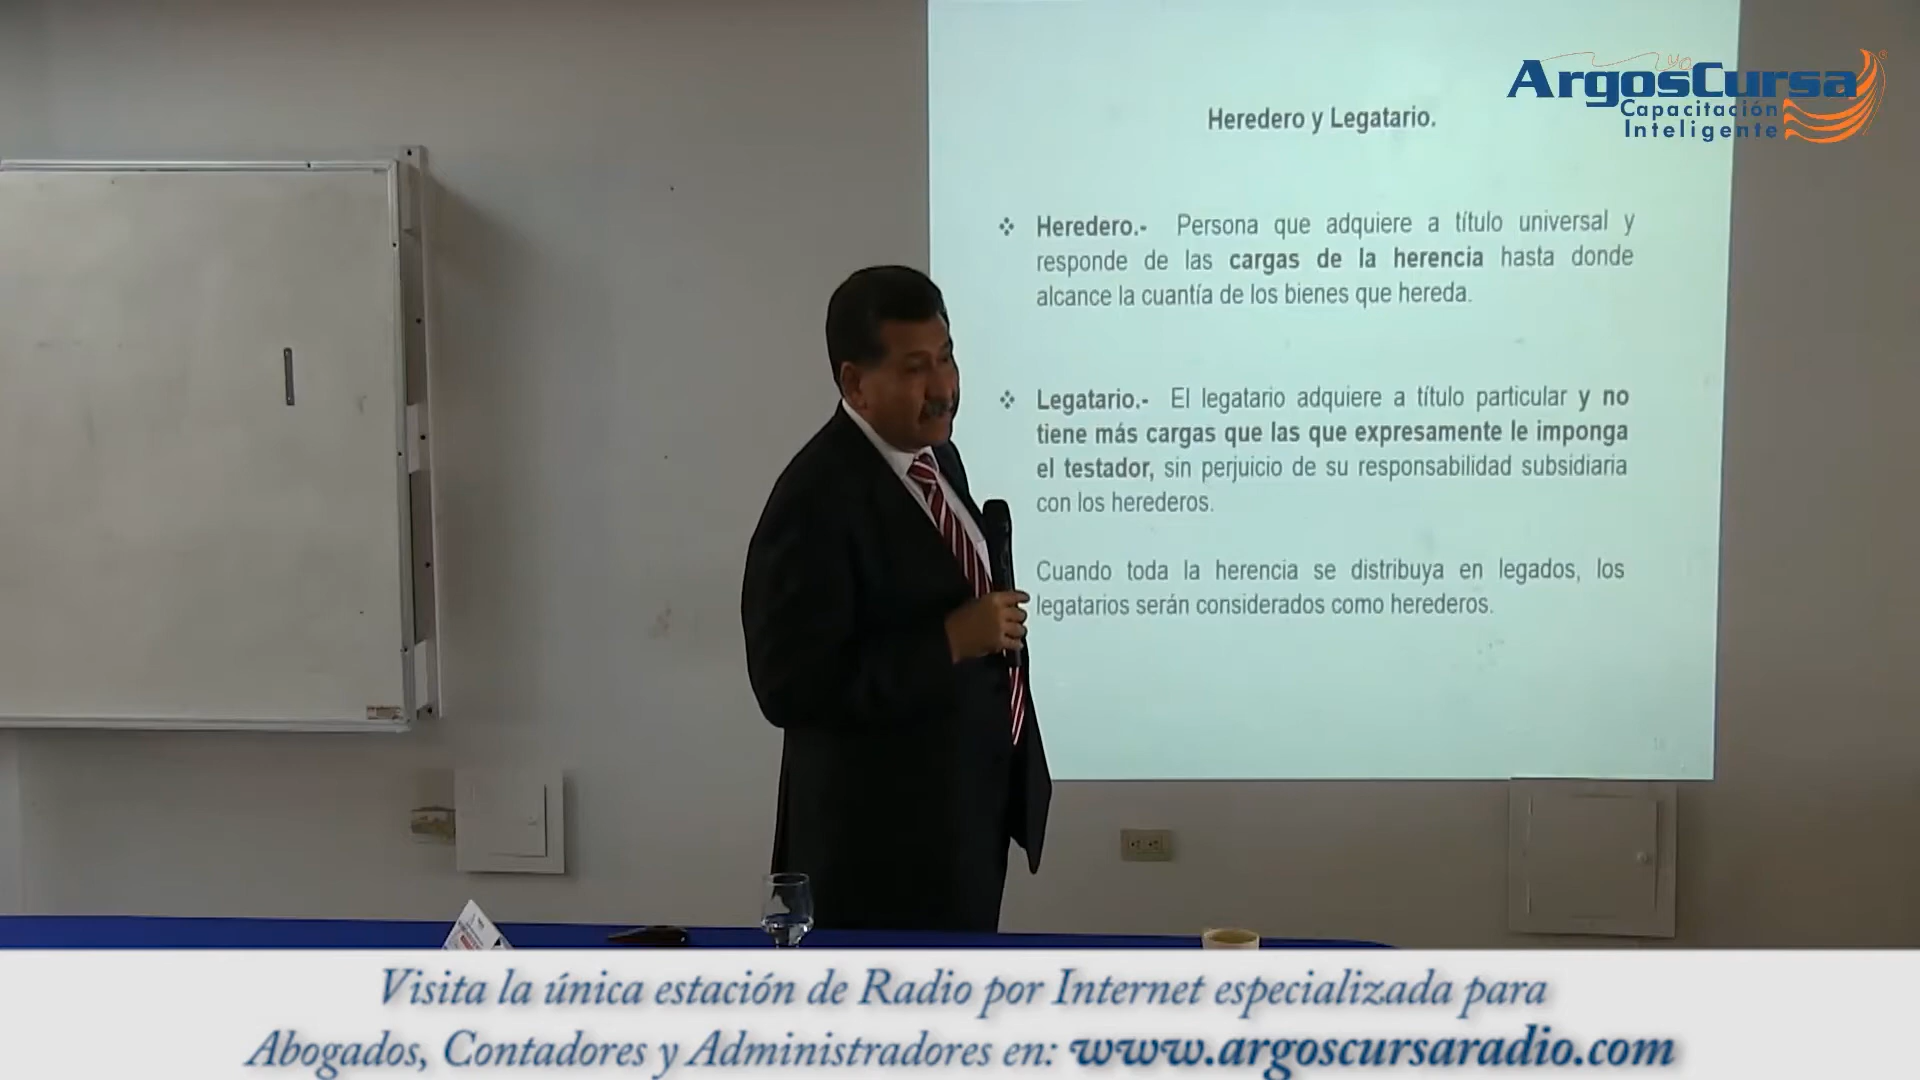 ArgosCursa
Capacitación
Inteligente
Heredero y Legatario.
❖ Heredero.- Persona que adquiere a título universal y
responde de las cargas de la herencia hasta donde
alcance la cuantía de los bienes que hereda.
❖ Legatario.- El legatario adquiere a título particular y no
tiene más cargas que las que expresamente le imponga
el testador, sin perjuicio de su responsabilidad subsidiaria
con los herederos.
Cuando toda la herencia se distribuya en legados, los
legatarios serán considerados como herederos.
Visita la única estación de Radio por Internet especializada para
Abogados, Contadores y Administradores en: www.argoscursaradio.com